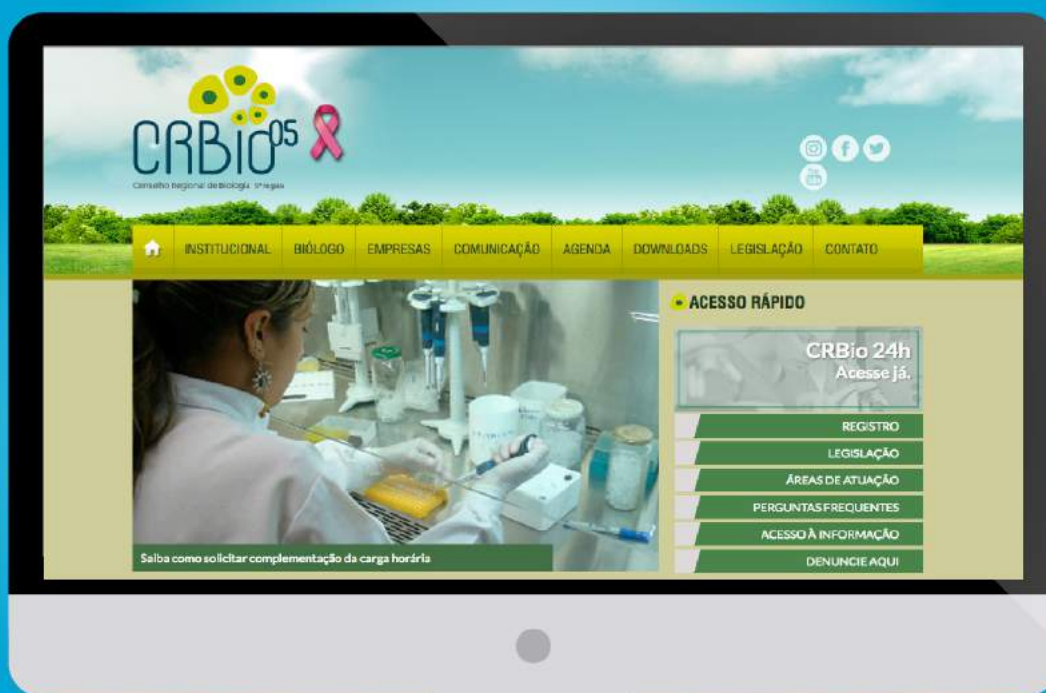 CRBio05
Conselho Regional de Biologia 5ª região
INSTITUCIONAL BIÓLOGO EMPRESAS COMUNICAÇÃO AGENDA DOWNLOADS LEGISLAÇÃO CONTATO
ACESSO RÁPIDO
CRBio 24h
Acesse já.
REGISTRO
LEGISLAÇÃO
ÁREAS DE ATUAÇÃO
PERGUNTAS FREQUENTES
ACESSO À INFORMAÇÃO
DENUNCIE AQUI
Saiba como solicitar complementação da carga horária